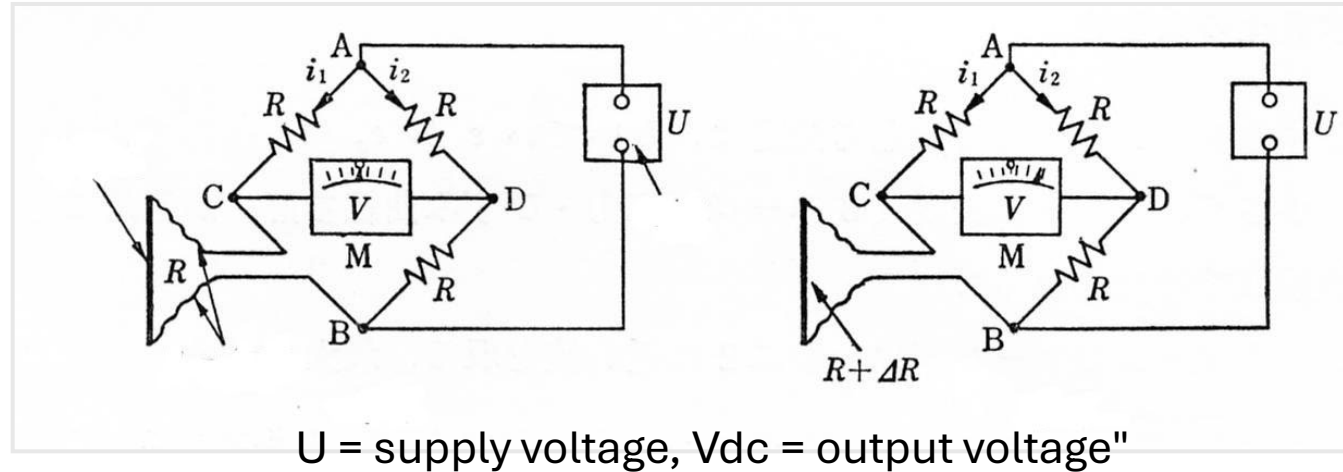 A
i1
i2
R
R
U
C
V
D
M
R
R
B
A
i1
i2
R
R
U
C
V
D
M
R
B
R+ΔR
U = supply voltage, Vdc = output voltage"